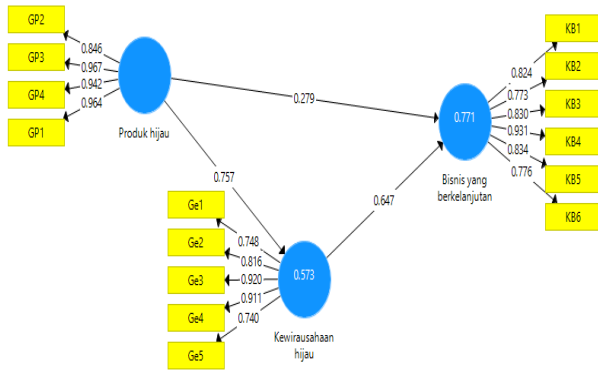 GP2
GP3
GP4
GP1
0.846
0.967
0.942
0.964
Produk hijau
0.279
0.757
0.647
Ge1
Ge2
Ge3
Ge4
Ge5
0.748
0.816
0.920
0.911
0.740
0.573
Kewirausahaan
hijau
0.771
Bisnis yang
berkelanjutan
0.824
0.773
0.830
0.931
0.834
0.776
KB1
KB2
KB3
KB4
KB5
KB6